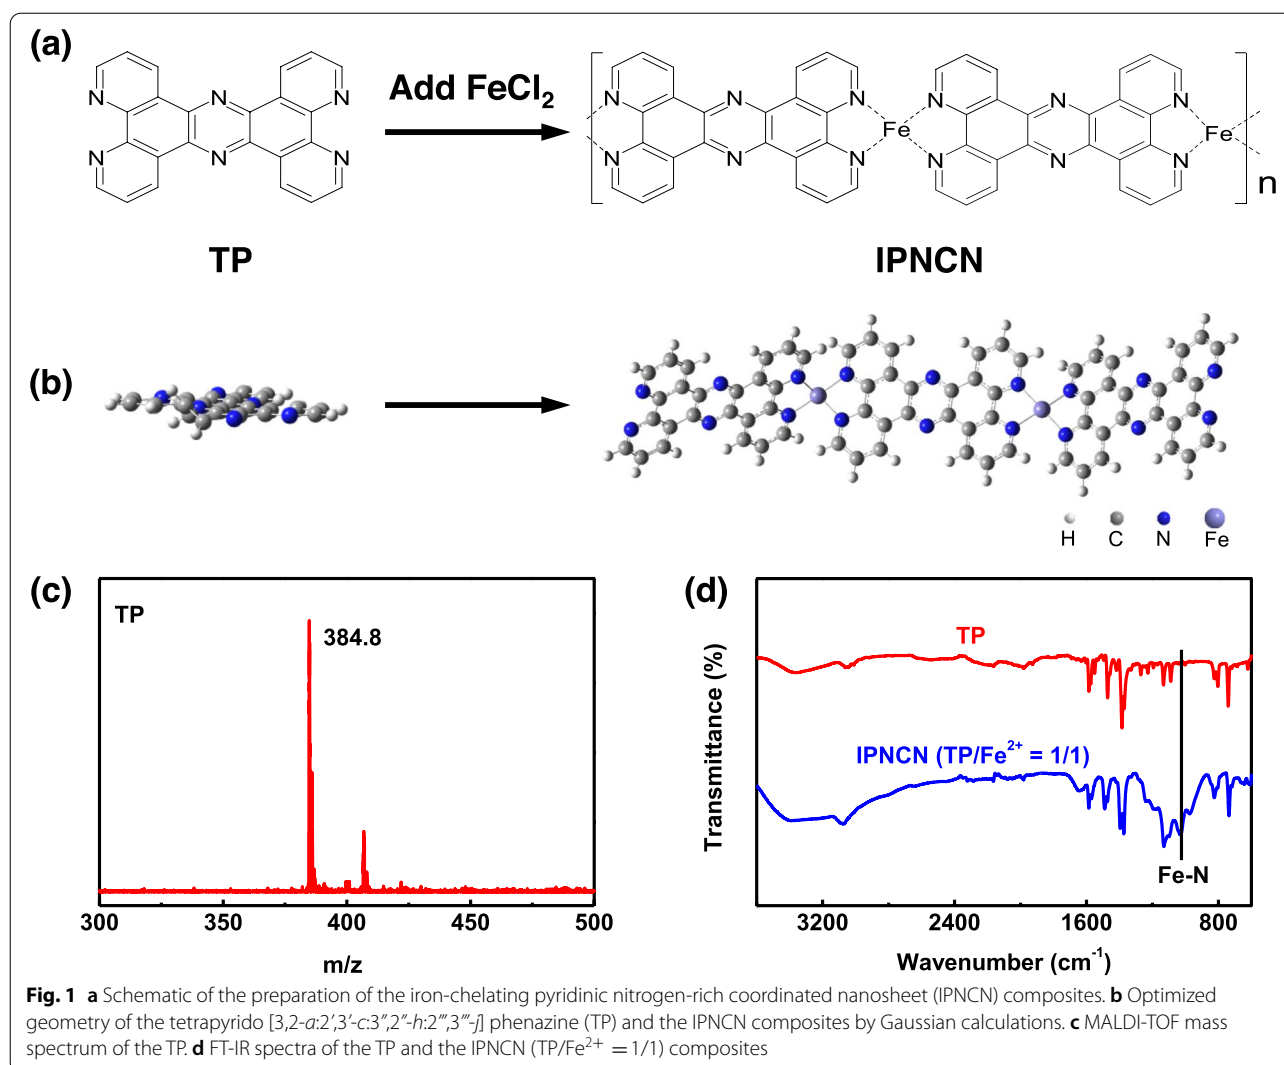 (a)
N N N N N N
Add FeCl2
N N N N N N Fe N N N N N N Fe n
TP
IPNCN
(b)
H C N Fe
(c)
TP
384.8
300 350 400 450 500
m/z
(d)
TP
IPNCN (TP/Fe2+ = 1/1)
Fe-N
Transmittance (%)
3200 2400 1600 800
Wavenumber (cm-1)
Fig. 1 a Schematic of the preparation of the iron-chelating pyridinic nitrogen-rich coordinated nanosheet (IPNCN) composites. b Optimized
geometry of the tetrapyrido [3,2-a:2′,3′-c:3″,2″-h:2‴,3‴-j] phenazine (TP) and the IPNCN composites by Gaussian calculations. c MALDI-TOF mass
spectrum of the TP. d FT-IR spectra of the TP and the IPNCN (TP/Fe2+ = 1/1) composites